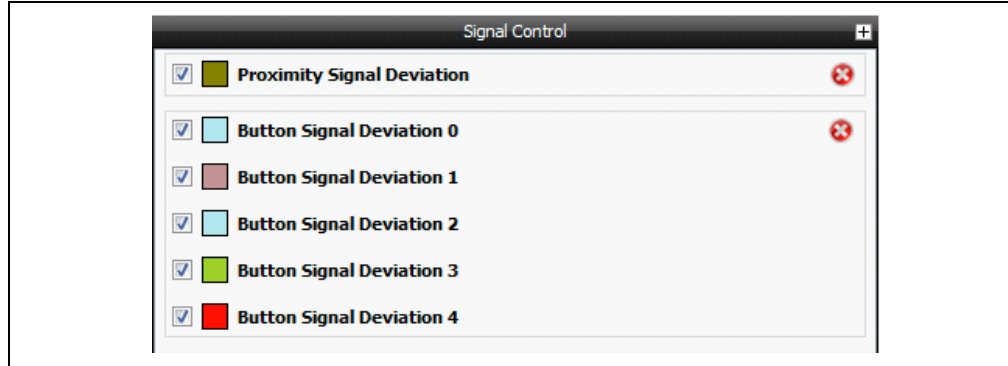 Signal Control
Proximity Signal Deviation
Button Signal Deviation 0
Button Signal Deviation 1
Button Signal Deviation 2
Button Signal Deviation 3
Button Signal Deviation 4